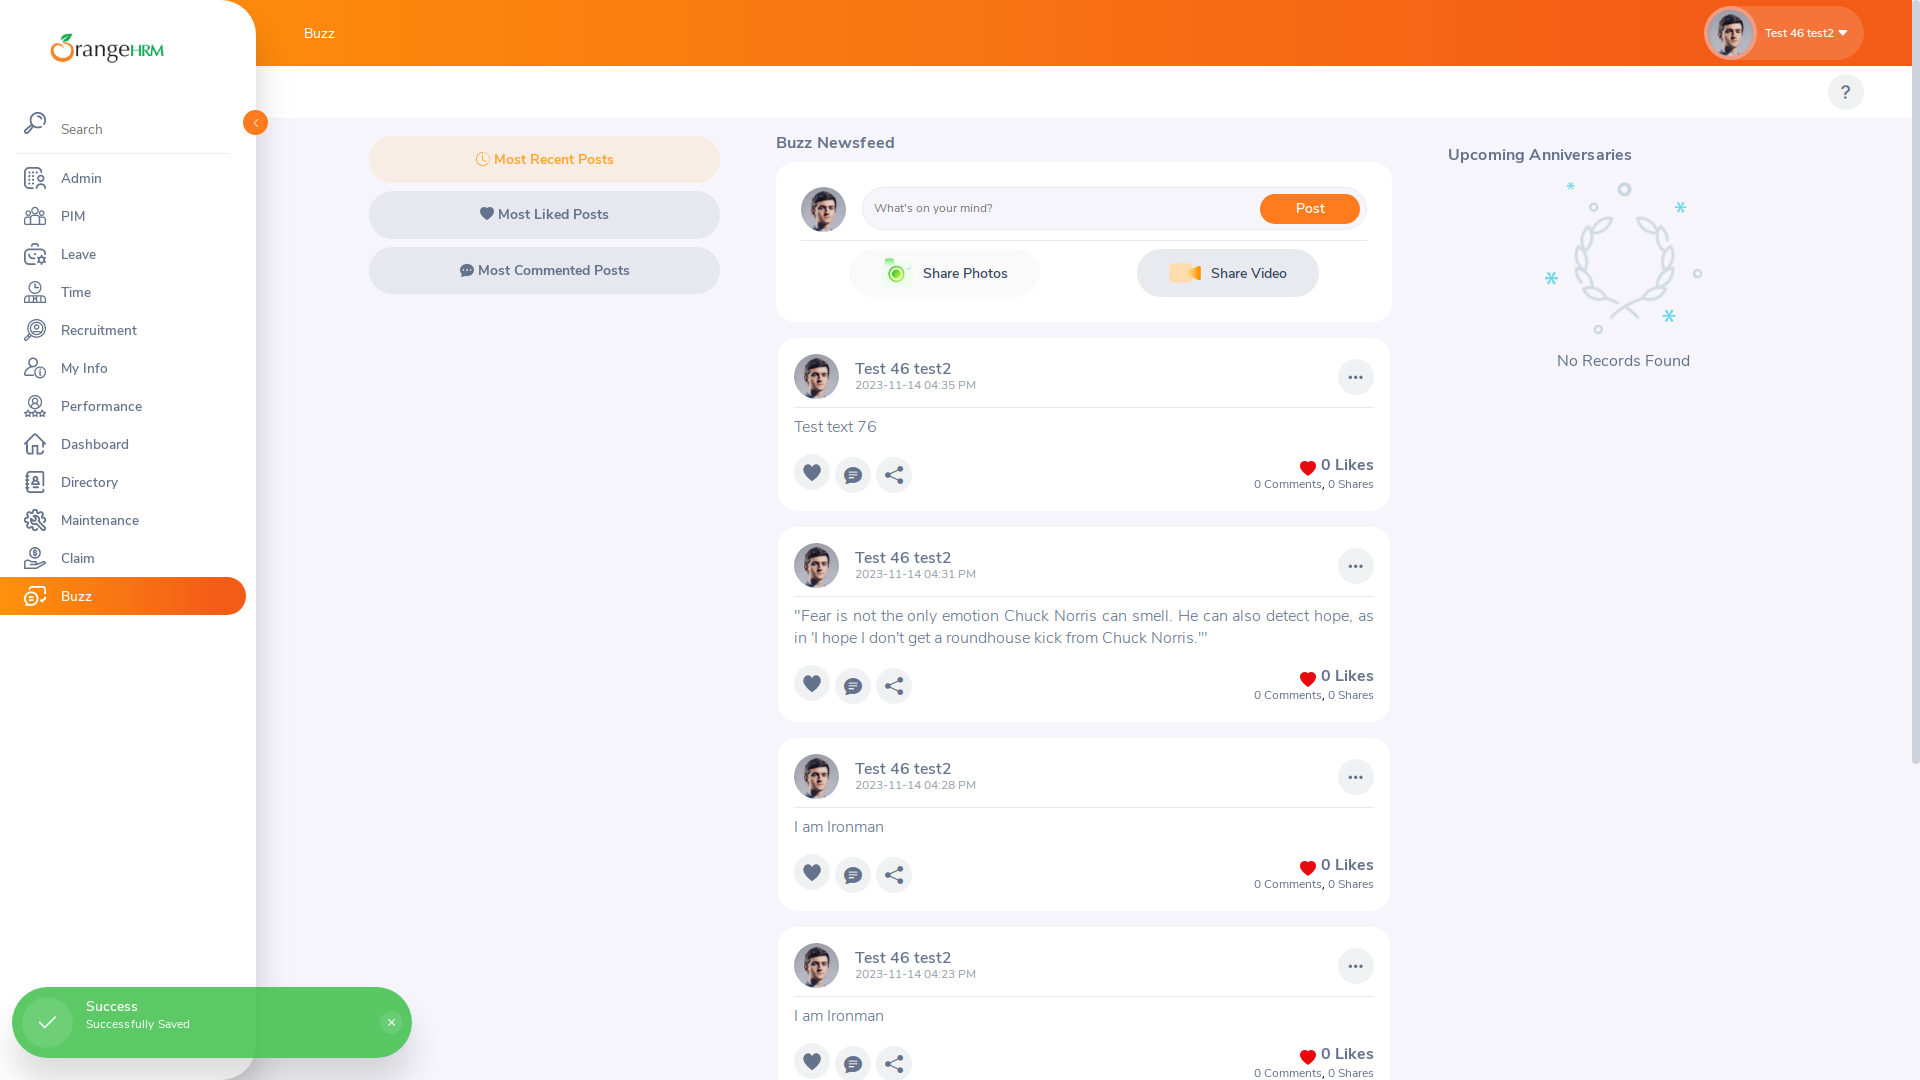 OrangeHRM
Search
Admin
PIM
Leave
Time
Recruitment
My Info
Performance
Dashboard
Directory
Maintenance
Claim
Buzz
Buzz
Test 46 test2
?
Most Recent Posts
Most Liked Posts
Most Commented Posts
Buzz Newsfeed
What's on your mind?
Post
Share Photos
Share Video
Test 46 test2
2023-11-14 04:35 PM
Test text 76
0 Likes
0 Comments, 0 Shares
Test 46 test2
2023-11-14 04:31 PM
"Fear is not the only emotion Chuck Norris can smell. He can also detect hope, as
in 'I hope I don't get a roundhouse kick from Chuck Norris.'"
0 Likes
0 Comments, 0 Shares
Test 46 test2
2023-11-14 04:28 PM
I am Ironman
0 Likes
0 Comments, 0 Shares
Test 46 test2
2023-11-14 04:23 PM
I am Ironman
0 Likes
0 Comments, 0 Shares
Upcoming Anniversaries
No Records Found
Success
Successfully Saved
×